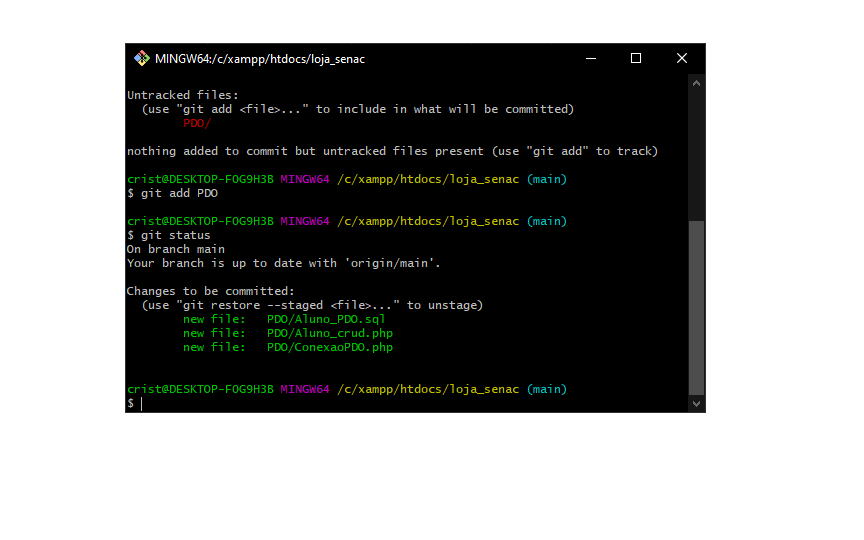 MINGW64:/c/xampp/htdocs/loja_senac
Untracked files:
(use "git add <file>..." to include in what will be committed)
PDO/
nothing added to commit but untracked files present (use "git add" to track)
crist@DESKTOP-FOG9H3B MINGW64 /c/xampp/htdocs/loja_senac (main)
$ git add PDO
crist@DESKTOP-FOG9H3B MINGW64 /c/xampp/htdocs/loja_senac (main)
$ git status
On branch main
Your branch is up to date with 'origin/main'.
Changes to be committed:
(use "git restore --staged <file>..." to unstage)
new file:   PDO/Aluno_PDO.sql
new file:   PDO/Aluno_crud.php
new file:   PDO/ConexaoPDO.php
crist@DESKTOP-FOG9H3B MINGW64 /c/xampp/htdocs/loja_senac (main)
$